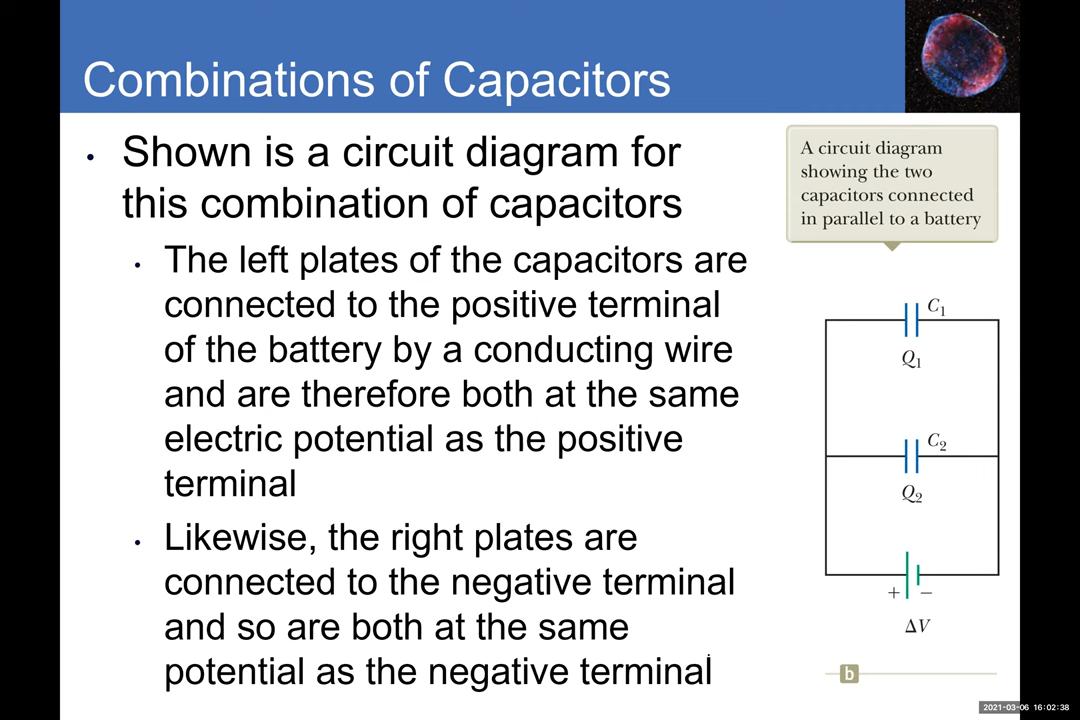 Combinations of Capacitors
• Shown is a circuit diagram for
this combination of capacitors
• The left plates of the capacitors are
connected to the positive terminal
of the battery by a conducting wire
and are therefore both at the same
electric potential as the positive
terminal
• Likewise, the right plates are
connected to the negative terminal
and so are both at the same
potential as the negative terminal
A circuit diagram
showing the two
capacitors connected
in parallel to a battery
C₁
Q₁
C₂
Q₂
+ −
ΔV
b
2021-03-06 16:02:38